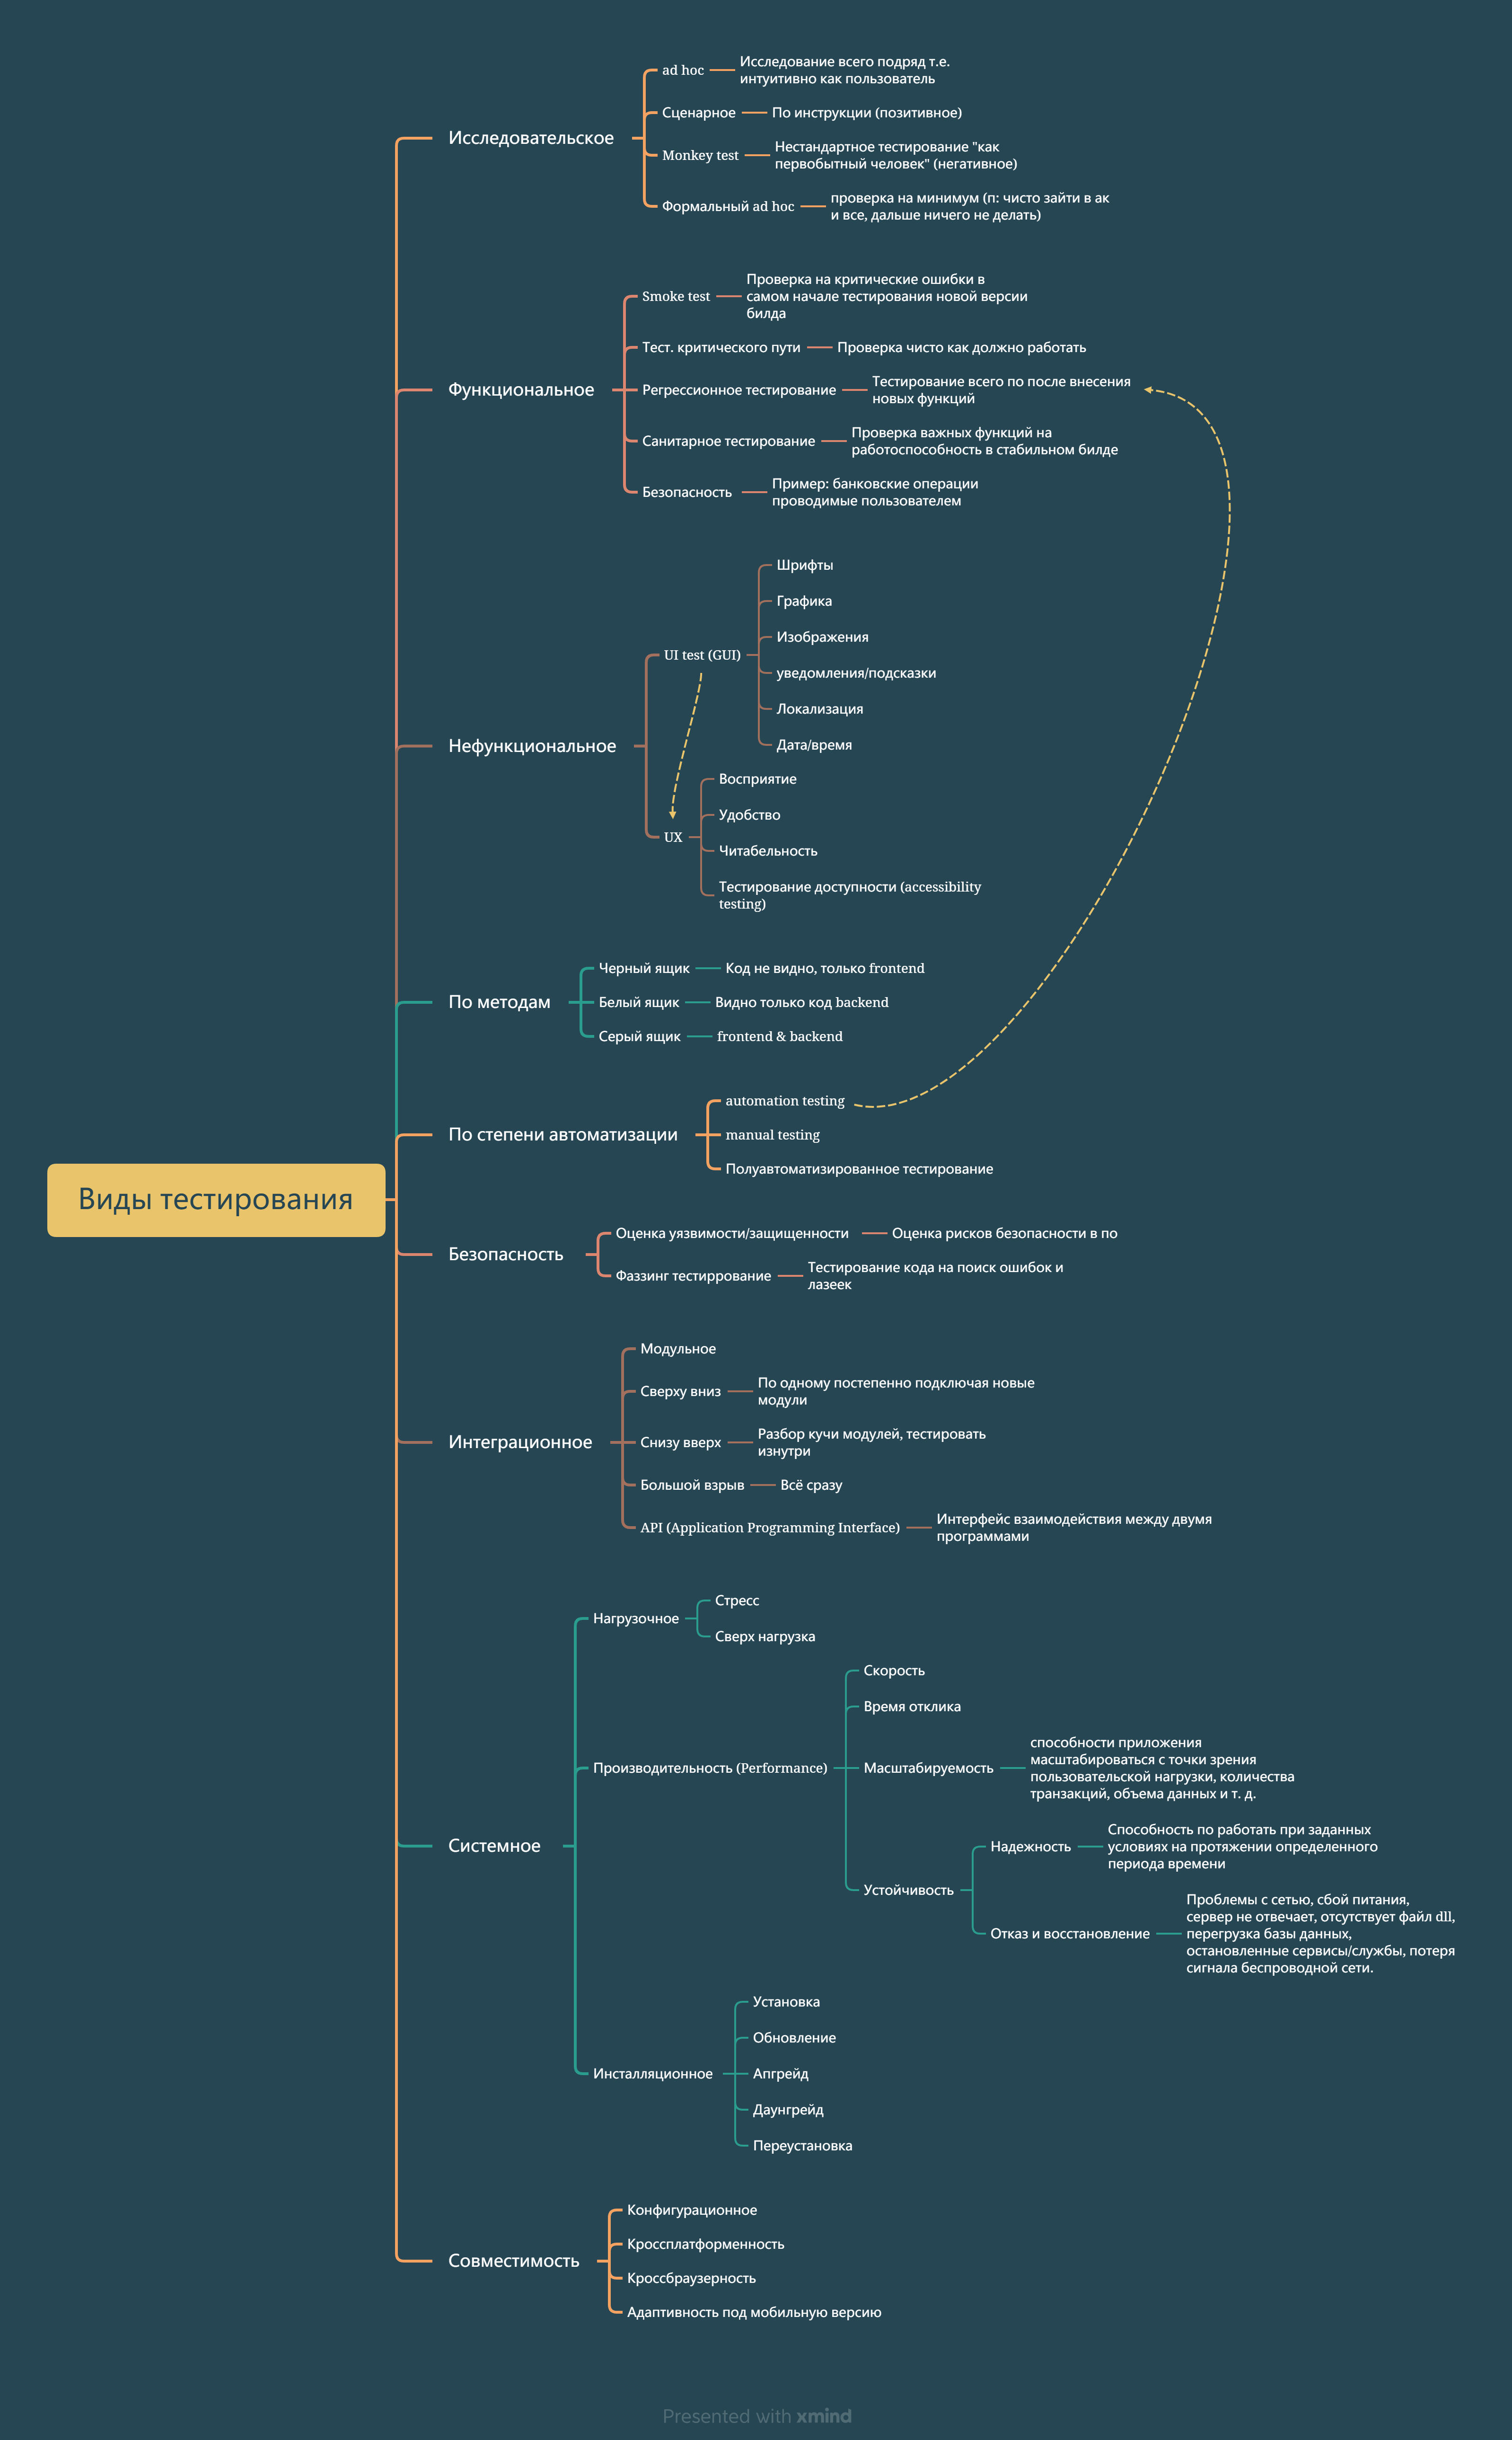 ad hoc
Исследование всего подряд т.е.
интуитивно как пользователь
Сценарное
По инструкции (позитивное)
Исследовательское
Monkey test
Нестандартное тестирование "как
первобытный человек" (негативное)
Формальный ad hoc
проверка на минимум (п: чисто зайти в ак
и все, дальше ничего не делать)
Smoke test
Проверка на критические ошибки в
самом начале тестирования новой версии
билда
Тест. критического пути
Проверка чисто как должно работать
Функциональное
Регрессионное тестирование
Тестирование всего по после внесения
новых функций
Санитарное тестирование
Проверка важных функций на
работоспособность в стабильном билде
Безопасность
Пример: банковские операции
проводимые пользователем
Нефункциональное
UI test (GUI)
Шрифты
Графика
Изображения
уведомления/подсказки
Локализация
Дата/время
UX
Восприятие
Удобство
Читабельность
Тестирование доступности (accessibility
testing)
По методам
Черный ящик
Код не видно, только frontend
Белый ящик
Видно только код backend
Серый ящик
frontend & backend
По степени автоматизации
automation testing
manual testing
Полуавтоматизированное тестирование
Виды тестирования
Безопасность
Оценка уязвимости/защищенности
Оценка рисков безопасности в по
Фаззинг тестиррование
Тестирование кода на поиск ошибок и
лазеек
Интеграционное
Модульное
Сверху вниз
По одному постепенно подключая новые
модули
Снизу вверх
Разбор кучи модулей, тестировать
изнутри
Большой взрыв
Всё сразу
API (Application Programming Interface)
Интерфейс взаимодействия между двумя
программами
Системное
Нагрузочное
Стресс
Сверх нагрузка
Производительность (Performance)
Скорость
Время отклика
Масштабируемость
способности приложения
масштабироваться с точки зрения
пользовательской нагрузки, количества
транзакций, объема данных и т. д.
Устойчивость
Надежность
Способность по работать при заданных
условиях на протяжении определенного
периода времени
Отказ и восстановление
Проблемы с сетью, сбой питания,
сервер не отвечает, отсутствует файл dll,
перегрузка базы данных,
остановленные сервисы/службы, потеря
сигнала беспроводной сети.
Инсталляционное
Установка
Обновление
Апгрейд
Даунгрейд
Переустановка
Совместимость
Конфигурационное
Кроссплатформенность
Кроссбраузерность
Адаптивность под мобильную версию
Presented with xmind